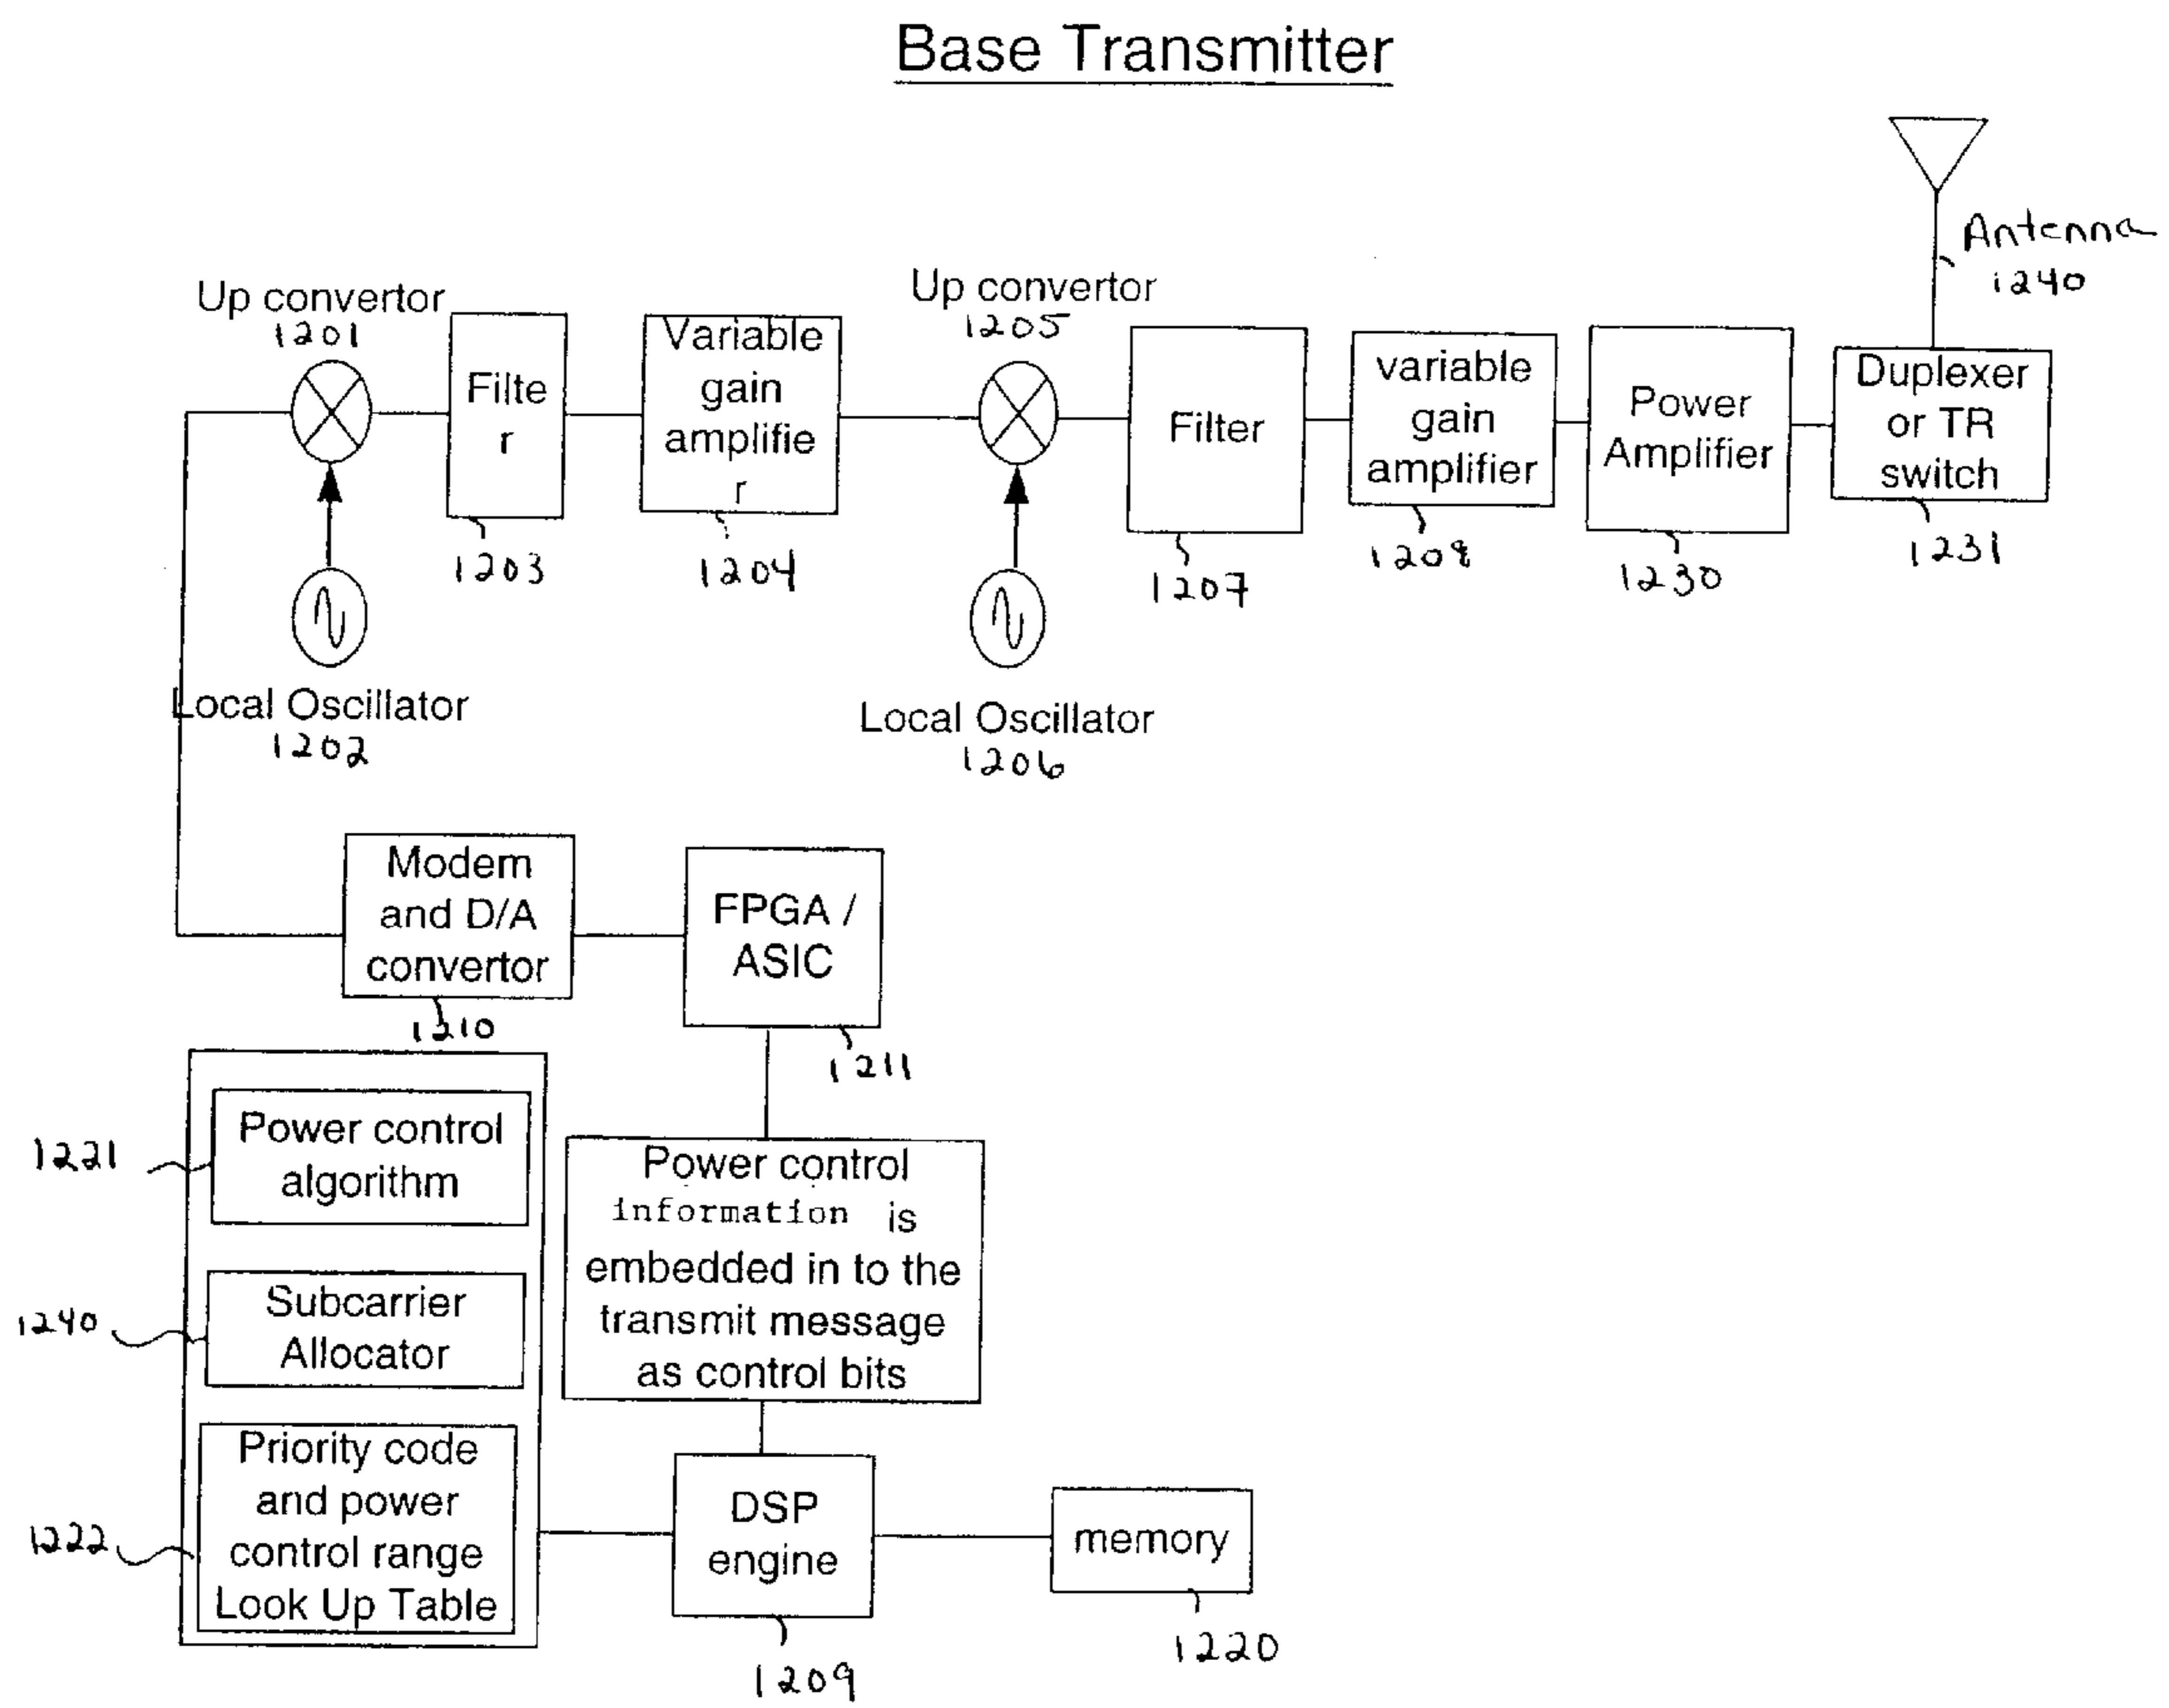 Base Transmitter
Antenna
1240
Up convertor
1201
Filte
r
1203
Variable
gain
amplifie
r
1204
Up convertor
1205
Filter
1207
variable
gain
amplifier
1208
Power
Amplifier
1230
Duplexer
or TR
switch
1231
Local Oscillator
1202
Local Oscillator
1206
Modem
and D/A
convertor
1210
FPGA /
ASIC
1211
1221
Power control
algorithm
1240
Subcarrier
Allocator
1222
Priority code
and power
control range
Look Up Table
Power control
information is
embedded in to the
transmit message
as control bits
DSP
engine
1209
memory
1220